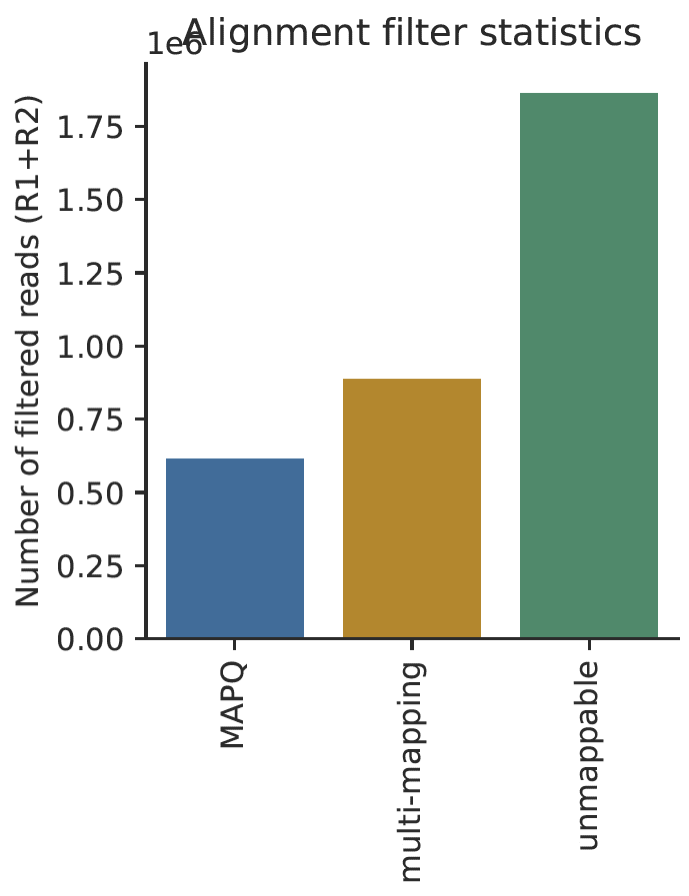 Alignment filter statistics
1e6
Number of filtered reads (R1+R2)
1.75
1.50
1.25
1.00
0.75
0.50
0.25
0.00
MAPQ
multi-mapping
unmappable